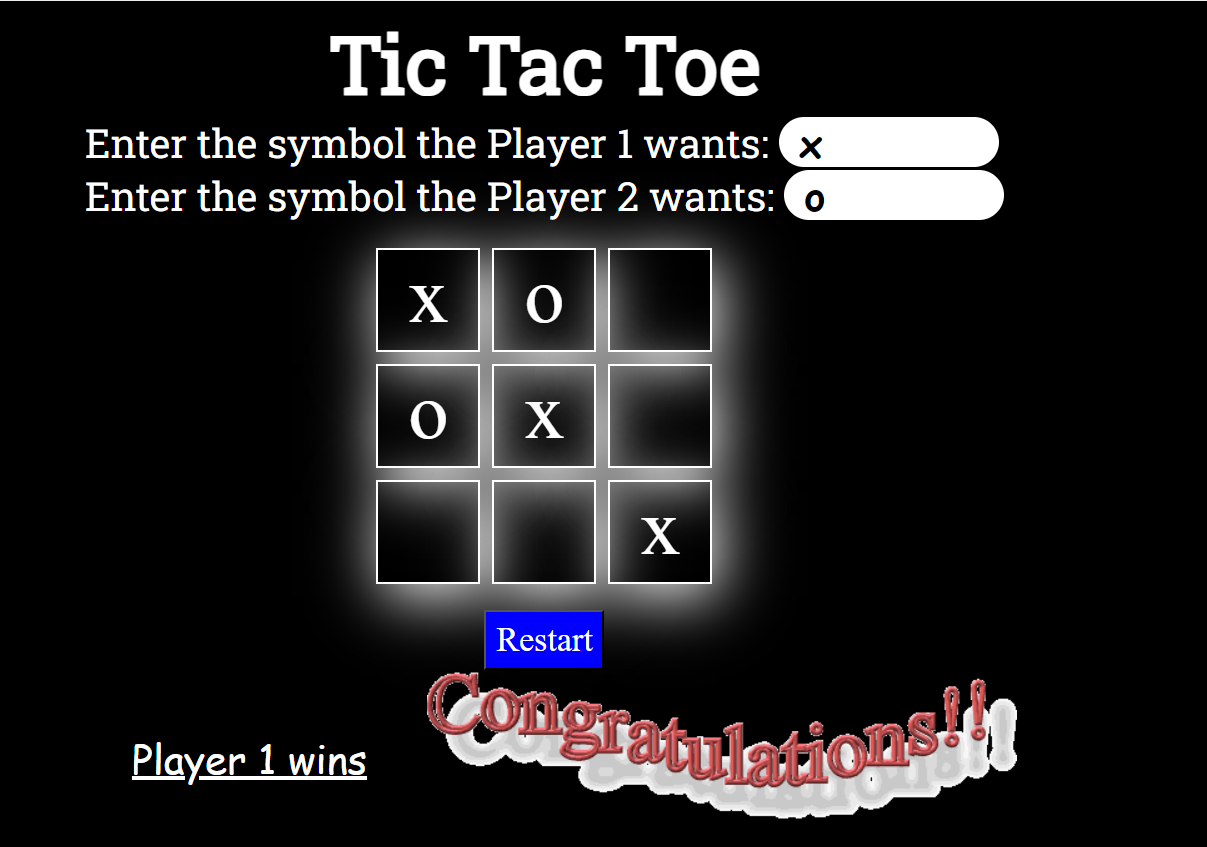 Tic Tac Toe
Enter the symbol the Player 1 wants: x
Enter the symbol the Player 2 wants: o
X O
O X
X
Restart
Congratulations!!
Player 1 wins